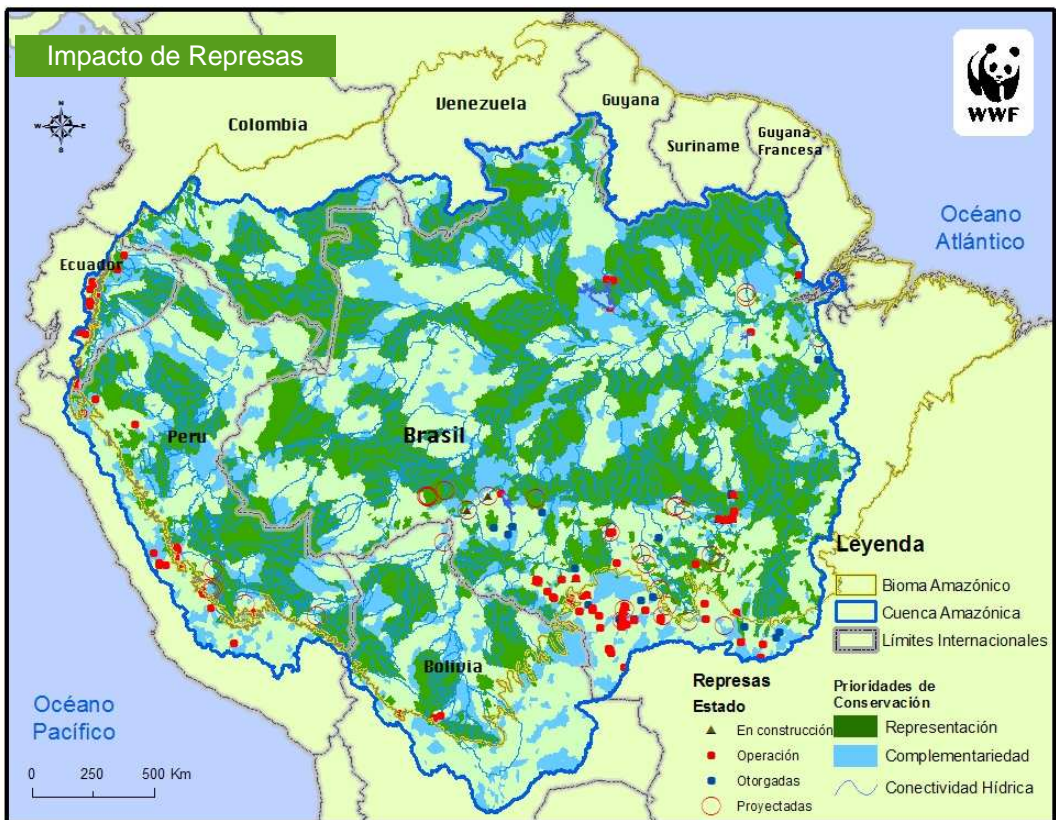 Impacto de Represas
WWF
N
W E
S
Colombia
Venezuela
Guyana
Suriname
Guyana
Francesa
Océano
Atlántico
Ecuador
Peru
Brasil
Bolivia
Océano
Pacífico
0 250 500 Km
Leyenda
Bioma Amazónico
Cuenca Amazónica
Límites Internacionales
Represas
Estado
En construcción
Operación
Otorgadas
Proyectadas
Prioridades de
Conservación
Representación
Complementariedad
Conectividad Hídrica